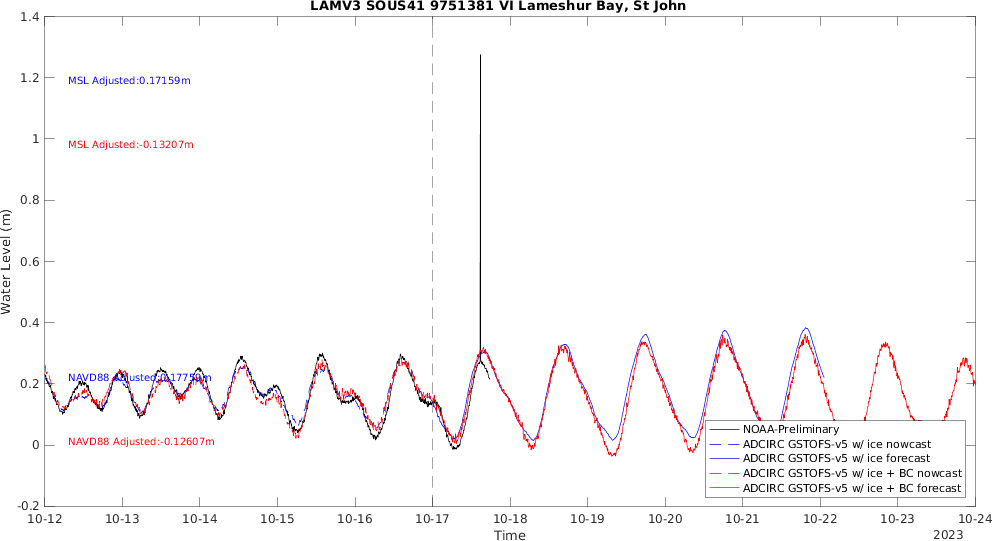 LAMV3 SOUS41 9751381 VI Lameshur Bay, St John
1.4
1.2
1
0.8
0.6
0.4
0.2
0
-0.2
Water Level (m)
MSL Adjusted:0.17159m
MSL Adjusted:-0.13207m
NAVD88 Adjusted:0.17759m
NAVD88 Adjusted:-0.12607m
NOAA-Preliminary
ADCIRC GSTOFS-v5 w/ ice nowcast
ADCIRC GSTOFS-v5 w/ ice forecast
ADCIRC GSTOFS-v5 w/ ice + BC nowcast
ADCIRC GSTOFS-v5 w/ ice + BC forecast
10-12 10-13 10-14 10-15 10-16 10-17 10-18 10-19 10-20 10-21 10-22 10-23 10-24
Time
2023